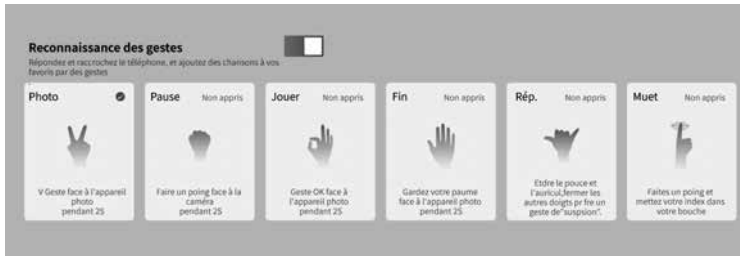 Reconnaissance des gestes
Répondez et raccrochez le téléphone, et ajoutez des chansons à vos
favoris par des gestes
Photo
Pause Non appris
Jouer Non appris
Fin Non appris
Rép. Non appris
Muet Non appris
V Geste face à l'appareil
photo
pendant 2S
Faire un poing face à la
caméra
pendant 2S
Geste OK face à
l'appareil photo
pendant 2S
Gardez votre paume
face à l'appareil photo
pendant 2S
Etdre le pouce et
l'auricul,fermer les
autres doigts pr fre un
geste de"suspsion".
Faites un poing et
mettez votre index dans
votre bouche